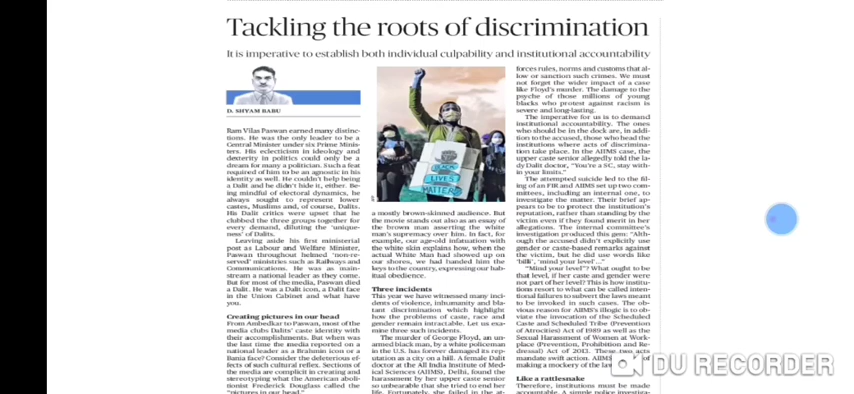 Tackling the roots of discrimination
It is imperative to establish both individual culpability and institutional accountability
D. SHYAM BABU
Ram Vilas Paswan earned many distinc-
tions. He was the only leader to be a
Central Minister under six Prime Minis-
ters. His eclecticism in ideology and
dexterity in politics could only be a
dream for many a politician. Such a feat
required of him to be an agnostic in his
identity as well. He couldn't help being
a Dalit and he didn't hide it, either. Be-
ing mindful of electoral dynamics, he
always sought to represent lower
castes, Muslims and, of course, Dalits.
His Dalit critics were upset that he
clubbed the three groups together for
every demand, diluting the 'unique-
ness' of Dalits.
Leaving aside his first ministerial
post as Labour and Welfare Minister,
Paswan throughout helmed 'non-re-
served' ministries such as Railways and
Communications. He was as main-
stream a national leader as they come.
But for most of the media, Paswan died
a Dalit. He was a Dalit icon, a Dalit face
in the Union Cabinet and what have
you.
Creating pictures in our head
From Ambedkar to Paswan, most of the
media clubs Dalits' caste identity with
their accomplishments. But when was
the last time the media reported on
a national leader as a Brahmin icon or a
Bania face? Consider the deleterious ef-
fects of such cultural reflex. Sections of
the media are complicit in creating and
stereotyping what the American aboli-
tionist Frederick Douglass called the
"pictures in our head."
LIVES
MATTER
a mostly brown-skinned audience. But
the movie stands out also as an essay of
the brown man asserting the white
man's supremacy over him. In fact, for
example, our age-old infatuation with
the white skin explains how, when the
actual White Man had showed up on
our shores, we had handed him the
keys to the country, expressing our hab-
itual obedience.
Three incidents
This year we have witnessed many inci-
dents of violence, inhumanity and bla-
tant discrimination which highlight
how the problems of caste, race and
gender remain intractable. Let us exa-
mine three such incidents.
The murder of George Floyd, an un-
armed black man, by a white policeman
in the U.S. has forever damaged its rep-
utation as a city on a hill. A female Dalit
doctor at the All India Institute of Med-
ical Sciences (AIIMS), Delhi, found the
harassment by her upper caste senior
so unbearable that she tried to end her
life. Fortunately, she failed in the at-
forces rules, norms and customs that al-
low or sanction such crimes. We must
not forget the wider impact of a case
like Floyd's murder. The damage to the
psyche of those millions of young
blacks who protest against racism is
severe and long-lasting.
The imperative for us is to demand
institutional accountability. The ones
who should be in the dock are, in addi-
tion to the accused, those who head the
institutions where acts of discrimina-
tion take place. In the AIIMS case, the
upper caste senior allegedly told the la-
dy Dalit doctor, "You're a SC, stay with-
in your limits."
The attempted suicide led to the fil-
ing of an FIR and AIIMS set up two com-
mittees, including an internal one, to
investigate the matter. Their brief ap-
pears to be to protect the institution's
reputation, rather than standing by the
victim even if they found merit in her
allegations. The internal committee's
investigation produced this gem: "Alth-
ough the accused didn't explicitly use
gender or caste-based remarks against
the victim, but he did use words like
'billi', 'mind your level'..."
"Mind your level"? What ought to be
that level, if her caste and gender were
not part of her level? This is how institu-
tions resort to what can be called inten-
tional failures to subvert the laws meant
to be invoked in such cases. The ob-
vious reason for AIIMS's illogic is to ob-
viate the invocation of the Scheduled
Caste and Scheduled Tribe (Prevention
of Atrocities) Act of 1989 as well as the
Sexual Harassment of Women at Work-
place (Prevention, Prohibition and Re-
dressal) Act of 2013. These two acts
mandate swift action. AIIMS
making a mockery of the law
Like a rattlesnake
Therefore, institutions must be made
accountable. A simple police investiga-
DU RECORDER